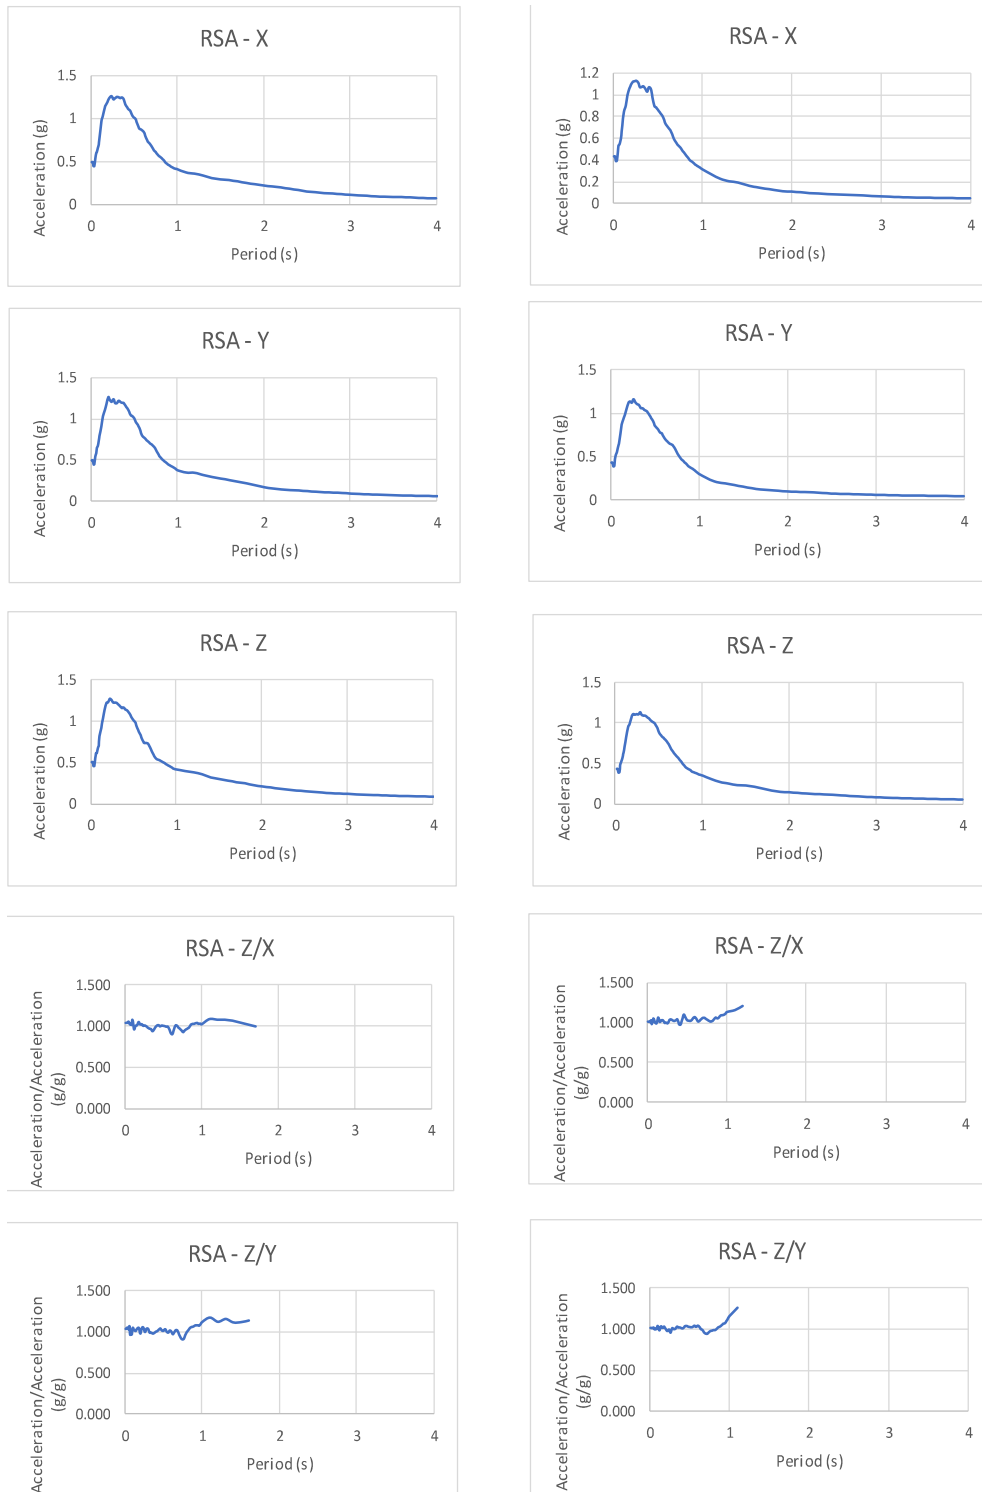 RSA - X
1.5
1
0.5
0
0 1 2 3 4
Acceleration (g)
Period (s)
RSA - X
1.2
1
0.8
0.6
0.4
0.2
0
0 1 2 3 4
Acceleration (g)
Period (s)
RSA - Y
1.5
1
0.5
0
0 1 2 3 4
Acceleration (g)
Period (s)
RSA - Y
1.5
1
0.5
0
0 1 2 3 4
Acceleration (g)
Period (s)
RSA - Z
1.5
1
0.5
0
0 1 2 3 4
Acceleration (g)
Period (s)
RSA - Z
1.5
1
0.5
0
0 1 2 3 4
Acceleration (g)
Period (s)
RSA - Z/X
1.500
1.000
0.500
0.000
0 1 2 3 4
Acceleration/Acceleration
(g/g)
Period (s)
RSA - Z/X
1.500
1.000
0.500
0.000
0 1 2 3 4
Acceleration/Acceleration
(g/g)
Period (s)
RSA - Z/Y
1.500
1.000
0.500
0.000
0 1 2 3 4
Acceleration/Acceleration
(g/g)
Period (s)
RSA - Z/Y
1.500
1.000
0.500
0.000
0 1 2 3 4
Acceleration/Acceleration
(g/g)
Period (s)